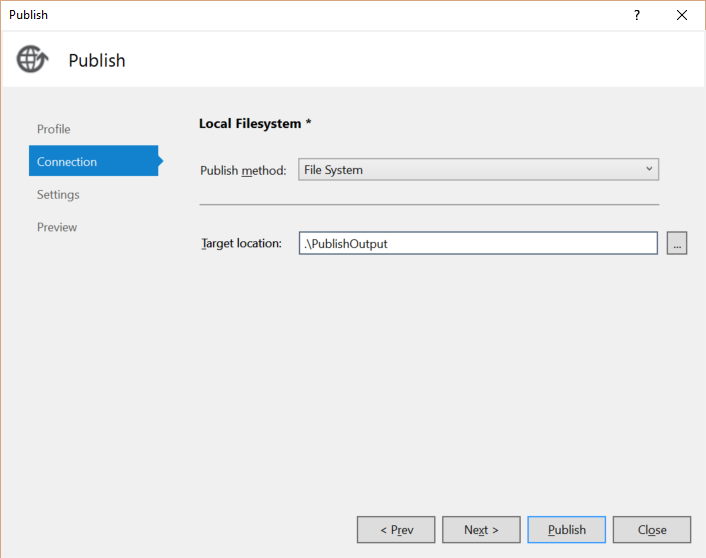 Publish
?
Publish
Profile
Connection
Settings
Preview
Local Filesystem *
Publish method: File System
Target location: .\PublishOutput ...
< Prev Next > Publish Close